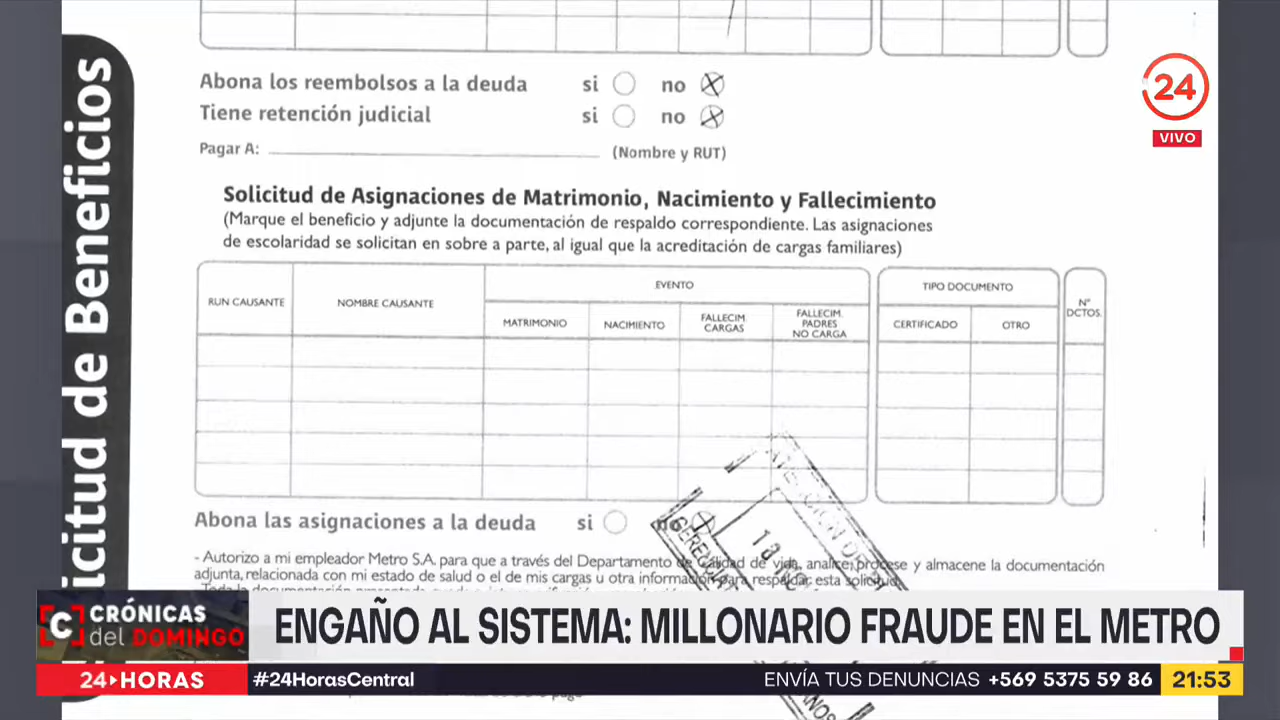 Solicitud de Beneficios
Abona los reembolsos a la deuda si no
Tiene retención judicial si no
Pagar A: (Nombre y RUT)
Solicitud de Asignaciones de Matrimonio, Nacimiento y Fallecimiento
(Marque el beneficio y adjunte la documentación de respaldo correspondiente. Las asignaciones
de escolaridad se solicitan en sobre a parte, al igual que la acreditación de cargas familiares)
RUN CAUSANTE
NOMBRE CAUSANTE
EVENTO
MATRIMONIO
NACIMIENTO
FALLECIM.
CARGAS
FALLECIM.
PADRES
NO CARGA
TIPO DOCUMENTO
CERTIFICADO
OTRO
N°
DCTOS.
Abona las asignaciones a la deuda si no
- Autorizo a mi empleador Metro S.A. para que a través del Departamento de Calidad de vida, analice, procese y almacene la documentación
adjunta, relacionada con mi estado de salud o el de mis cargas u otra información para respaldar esta solicitud.
24
VIVO
C CRÓNICAS
del DOMINGO
ENGAÑO AL SISTEMA: MILLONARIO FRAUDE EN EL METRO
24 HORAS
#24HorasCentral
ENVÍA TUS DENUNCIAS +569 5375 59 86
21:53